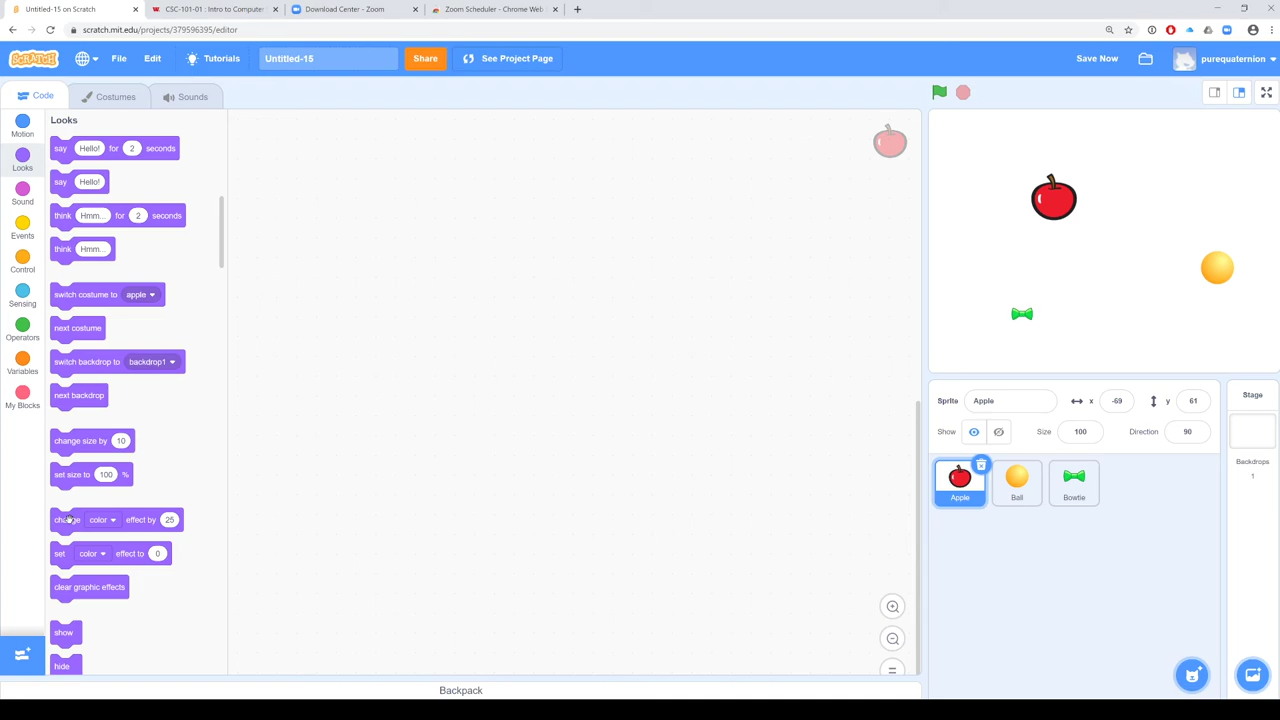 Untitled-15 on Scratch
CSC-101-01 : Intro to Computer
Download Center - Zoom
Zoom Scheduler - Chrome Web
scratch.mit.edu/projects/379596395/editor
SCRATCH
File
Edit
Tutorials
Untitled-15
Share
See Project Page
Save Now
purequaternion
Code
Costumes
Sounds
Motion
Looks
Sound
Events
Control
Sensing
Operators
Variables
My Blocks
Looks
say Hello! for 2 seconds
say Hello!
think Hmm... for 2 seconds
think Hmm...
switch costume to apple
next costume
switch backdrop to backdrop1
next backdrop
change size by 10
set size to 100 %
change color effect by 25
set color effect to 0
clear graphic effects
show
hide
Backpack
Sprite Apple x -69 y 61
Show Size 100 Direction 90
Apple
Ball
Bowtie
Stage
Backdrops
1